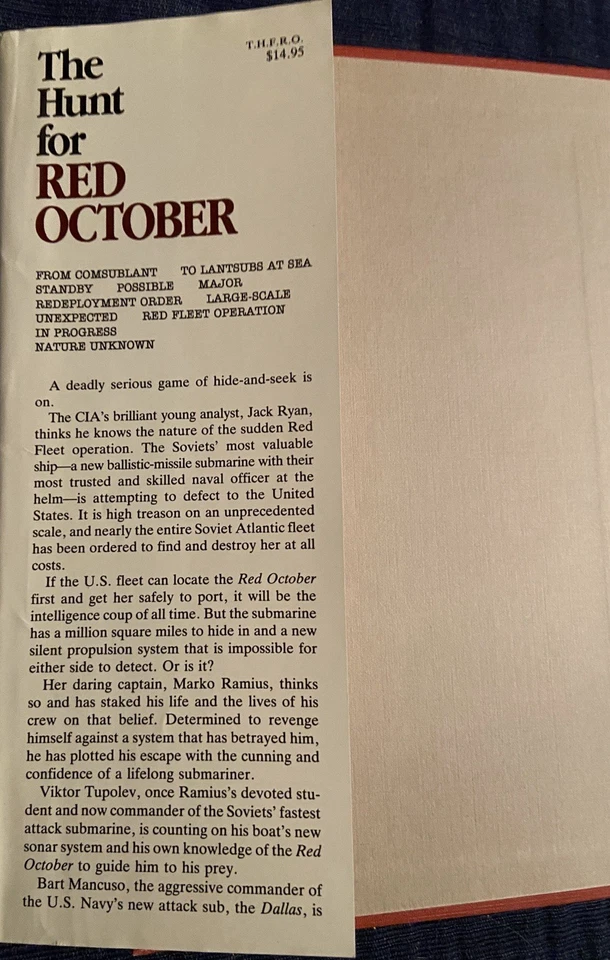 T.H.F.R.O.
$14.95
The
Hunt
for
RED
OCTOBER
FROM COMSUBLANT TO LANTSUBS AT SEA
STANDBY POSSIBLE MAJOR
REDEPLOYMENT ORDER LARGE-SCALE
UNEXPECTED RED FLEET OPERATION
IN PROGRESS
NATURE UNKNOWN
A deadly serious game of hide-and-seek is
on.
The CIA's brilliant young analyst, Jack Ryan,
thinks he knows the nature of the sudden Red
Fleet operation. The Soviets' most valuable
ship—a new ballistic-missile submarine with their
most trusted and skilled naval officer at the
helm—is attempting to defect to the United
States. It is high treason on an unprecedented
scale, and nearly the entire Soviet Atlantic fleet
has been ordered to find and destroy her at all
costs.
If the U.S. fleet can locate the Red October
first and get her safely to port, it will be the
intelligence coup of all time. But the submarine
has a million square miles to hide in and a new
silent propulsion system that is impossible for
either side to detect. Or is it?
Her daring captain, Marko Ramius, thinks
so and has staked his life and the lives of his
crew on that belief. Determined to revenge
himself against a system that has betrayed him,
he has plotted his escape with the cunning and
confidence of a lifelong submariner.
Viktor Tupolev, once Ramius's devoted stu-
dent and now commander of the Soviets' fastest
attack submarine, is counting on his boat's new
sonar system and his own knowledge of the Red
October to guide him to his prey.
Bart Mancuso, the aggressive commander of
the U.S. Navy's new attack sub, the Dallas, is